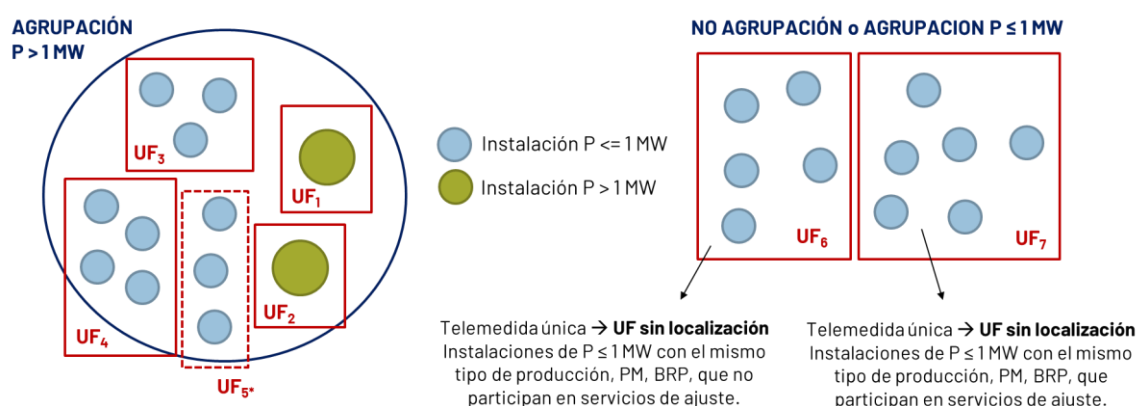 AGRUPACIÓN
P > 1 MW
UF3
UF1
UF4
UF2
UF5*
Instalación P <= 1 MW
Instalación P > 1 MW
NO AGRUPACIÓN o AGRUPACION P ≤ 1 MW
UF6
UF7
Telemedida única → UF sin localización
Instalaciones de P ≤ 1 MW con el mismo
tipo de producción, PM, BRP, que no
participan en servicios de ajuste.
Telemedida única → UF sin localización
Instalaciones de P ≤ 1 MW con el mismo
tipo de producción, PM, BRP, que
participan en servicios de ajuste.